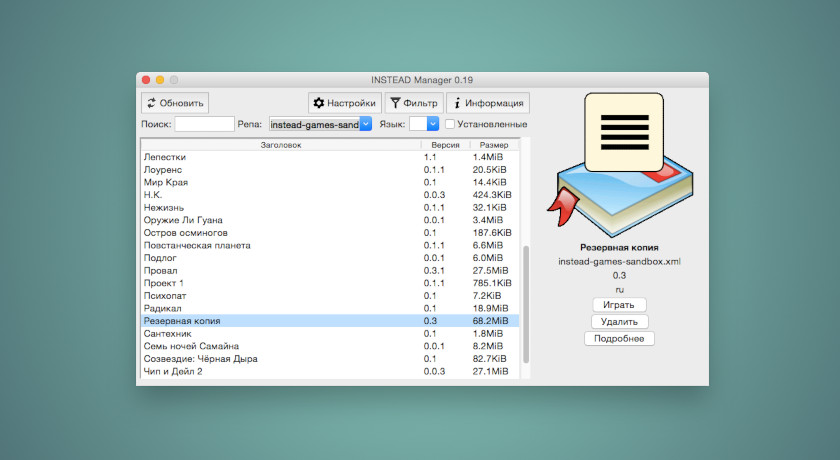 INSTEAD Manager 0.19
Обновить Настройки Фильтр Информация
Поиск: Репа: instead-games-sand Язык: Установленные
Заголовок Версия Размер
Лепестки 1.1 1.4MiB
Лоуренс 0.1.1 20.5KiB
Мир Края 0.1 14.4KiB
Н.К. 0.0.3 424.3KiB
Нежизнь 0.1.1 32.1KiB
Оружие Ли Гуана 0.0.1 3.4MiB
Остров осминогов 0.1 187.6KiB
Повстанческая планета 0.1.1 6.6MiB
Подлог 0.0.1 6.0MiB
Провал 0.3.1 27.5MiB
Проект 1 0.1.1 785.1KiB
Психопат 0.1 7.2KiB
Радикал 0.1 18.9MiB
Резервная копия 0.3 68.2MiB
Сантехник 0.1 1.8MiB
Семь ночей Самайна 0.0.1 8.2MiB
Созвездие: Чёрная Дыра 0.1 82.7KiB
Чип и Дейл 2 0.0.3 27.1MiB
Резервная копия
instead-games-sandbox.xml
0.3
ru
Играть
Удалить
Подробнее